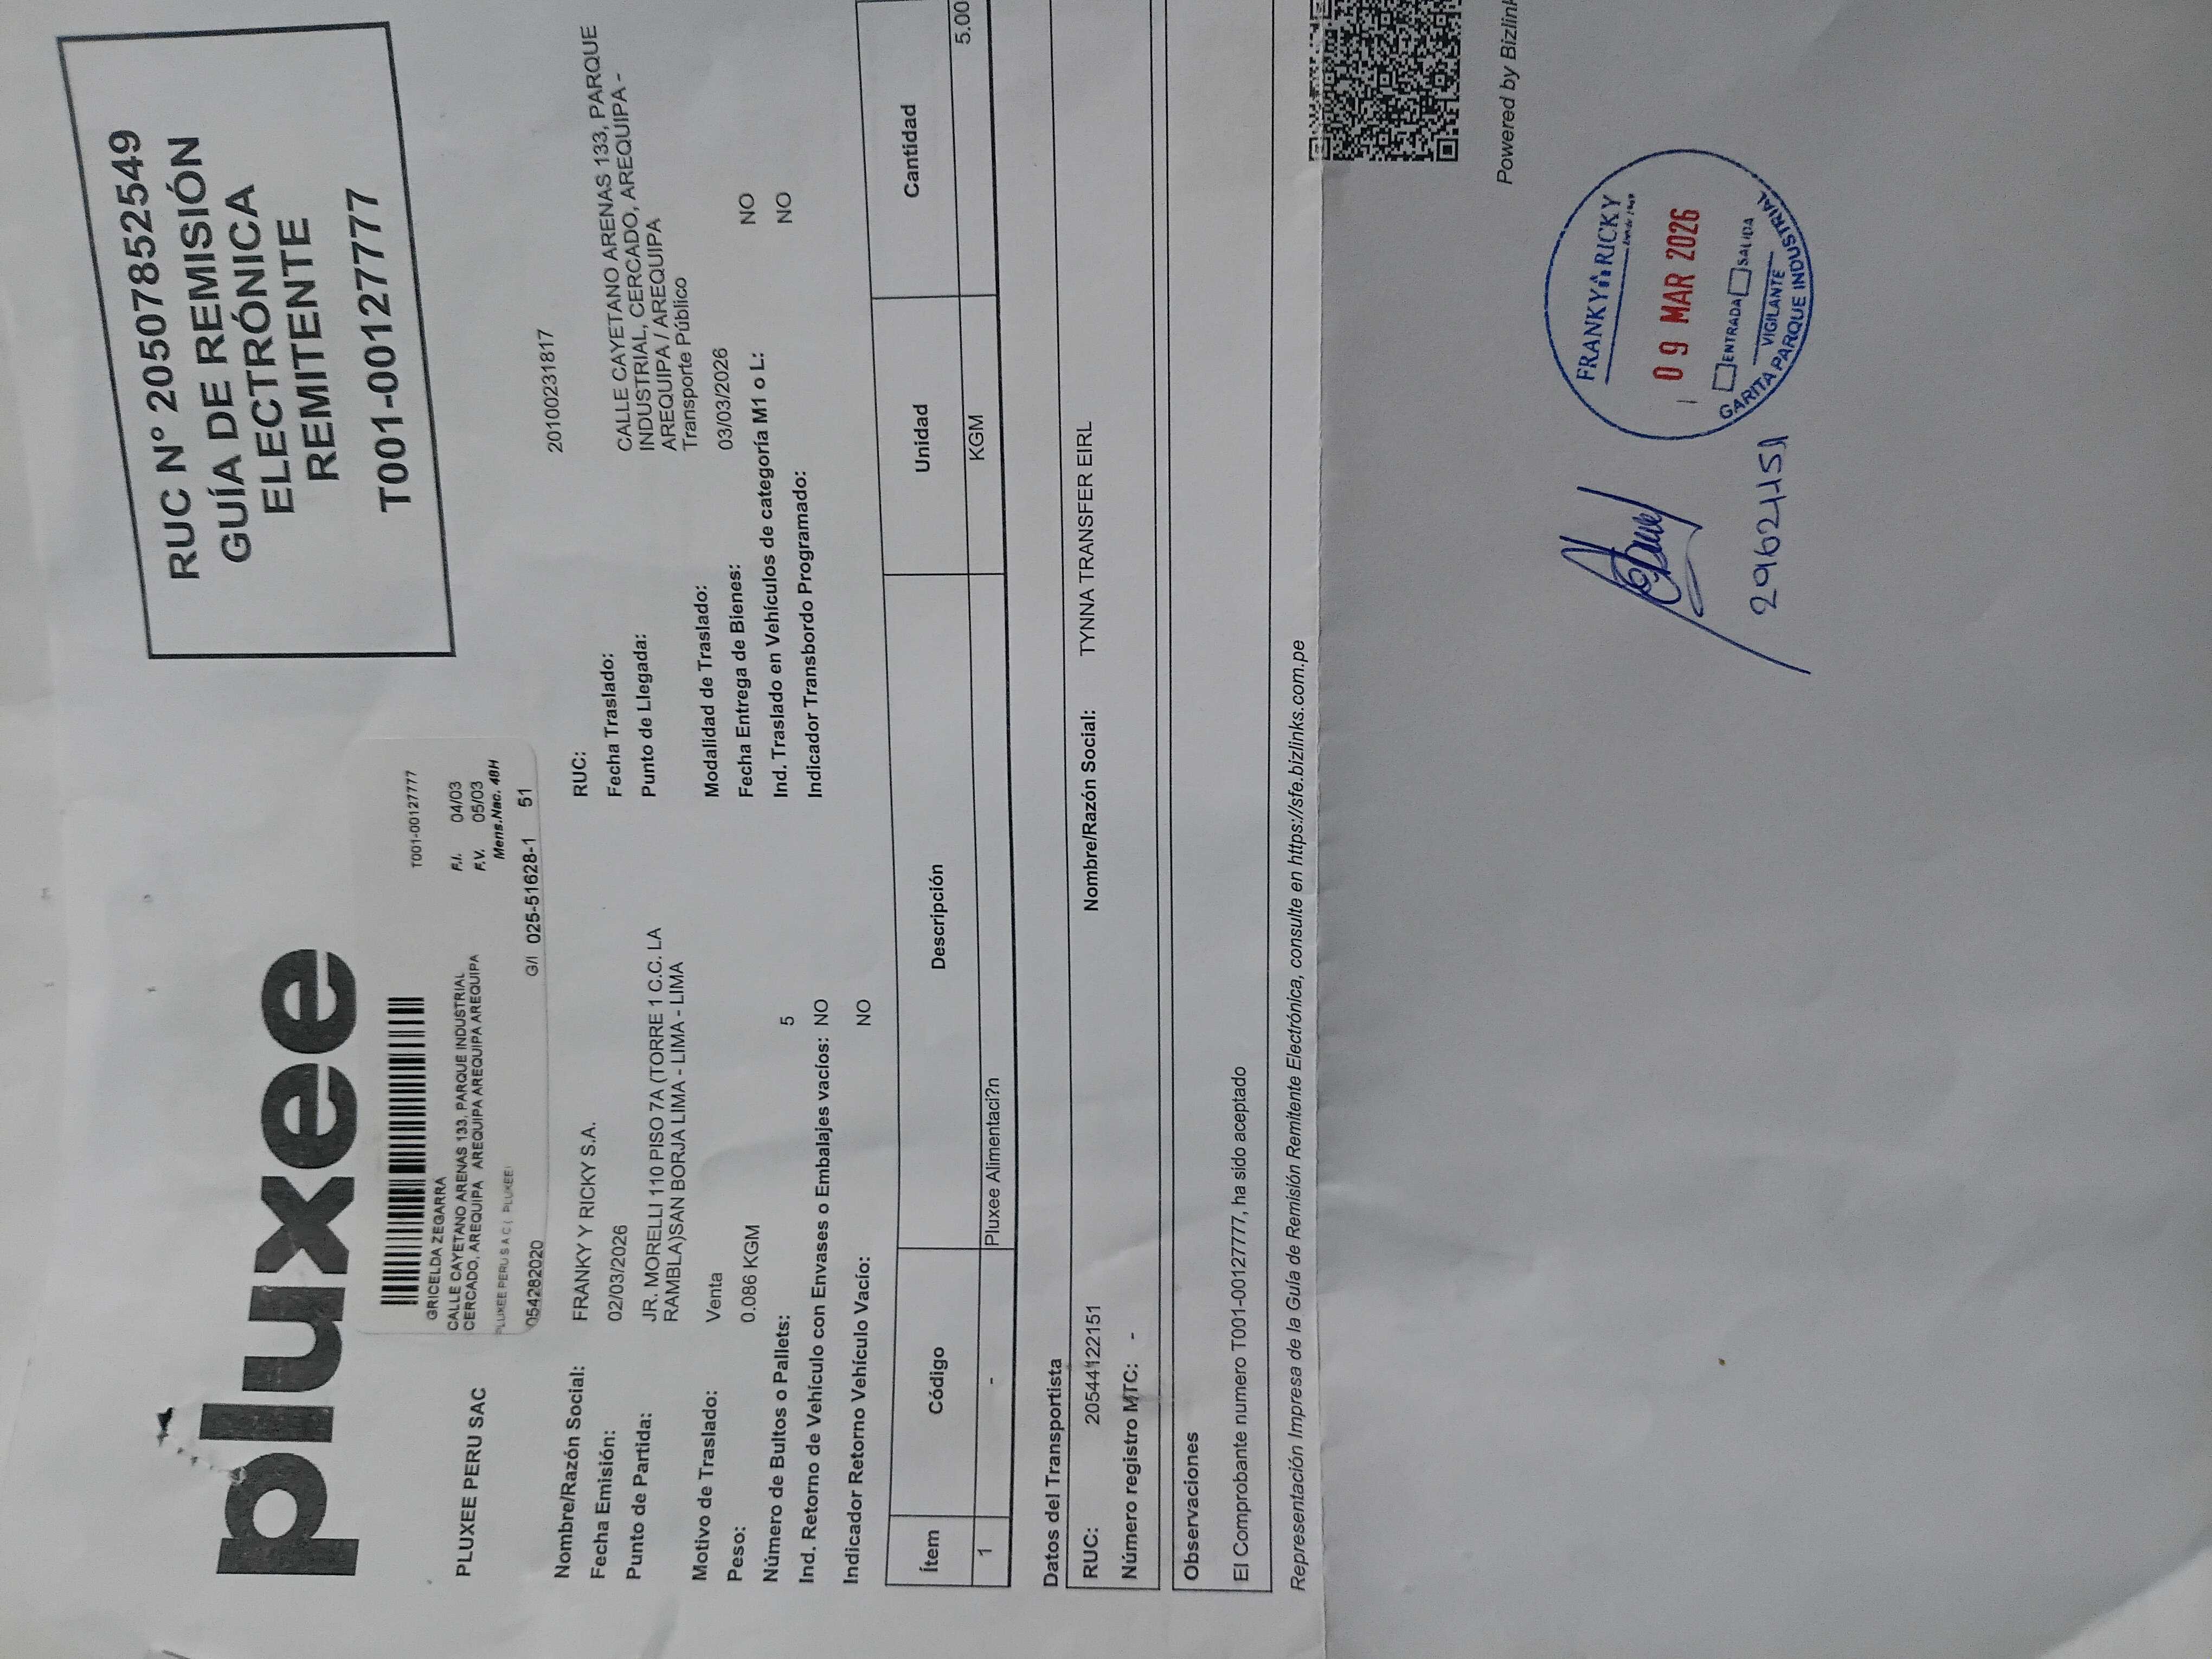 pluxee
RUC Nº 20507852549
GUÍA DE REMISIÓN
ELECTRÓNICA
REMITENTE
T001-00127777
T001-0012777
GRICELDA ZEGARRA
CALLE CAYETANO ARENAS 133, PARQUE INDUSTRIAL
CERCADO, AREQUIPA AREQUIPA AREQUIPA AREQUIPA
F.I. 04/03
F.V. 05/03
Mens.Nac. 48H
PLUXEE PERU S A C ( PLUXEE)
054282020 G/I 025-51628-1 51
PLUXEE PERU SAC
Nombre/Razón Social: FRANKY Y RICKY S.A. RUC: 20100231817
Fecha Emisión: 02/03/2026 Fecha Traslado:
Punto de Partida: JR. MORELLI 110 PISO 7A (TORRE 1 C.C. LA
RAMBLA)SAN BORJA LIMA - LIMA - LIMA
Punto de Llegada: CALLE CAYETANO ARENAS 133, PARQUE
INDUSTRIAL, CERCADO, AREQUIPA -
AREQUIPA / AREQUIPA
Motivo de Traslado: Venta Modalidad de Traslado: Transporte Público
Peso: 0.086 KGM Fecha Entrega de Bienes: 03/03/2026
Número de Bultos o Pallets: 5 Ind. Traslado en Vehículos de categoría M1 o L: NO
Ind. Retorno de Vehículo con Envases o Embalajes vacíos: NO Indicador Transbordo Programado: NO
Indicador Retorno Vehículo Vacío: NO
Ítem Código Descripción Unidad Cantidad
1 - Pluxee Alimentaci?n KGM 5.00
Datos del Transportista
RUC: 20544122151 Nombre/Razón Social: TYNNA TRANSFER EIRL
Número registro MTC: -
Observaciones
El Comprobante numero T001-00127777, ha sido aceptado
Representación Impresa de la Guía de Remisión Remitente Electrónica, consulte en https://sfe.bizlinks.com.pe
Powered by Bizlink
FRANKY RICKY
09 MAR 2026
ENTRADA SALIDA
VIGILANTE
GARITA PARQUE INDUSTRIAL
29624151